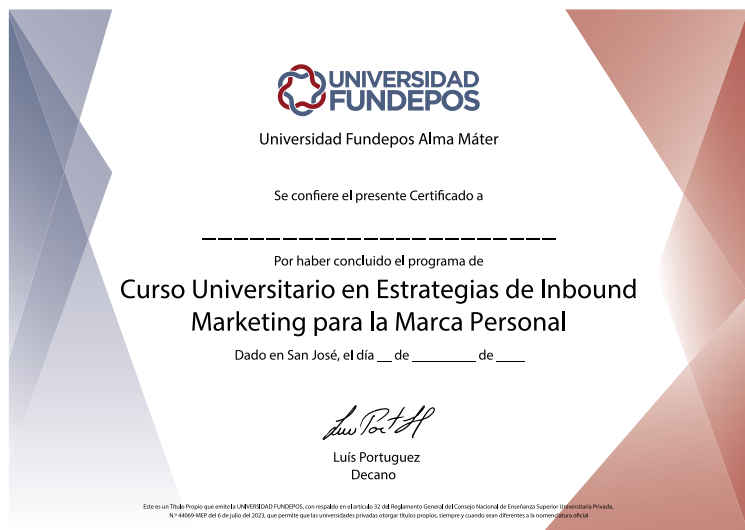 UNIVERSIDAD
FUNDEPOS
Universidad Fundepos Alma Máter
Se confiere el presente Certificado a
_ _ _ _ _ _ _ _ _ _ _ _ _ _ _ _ _ _ _ _ _ _
Por haber concluido el programa de
Curso Universitario en Estrategias de Inbound
Marketing para la Marca Personal
Dado en San José, el día __ de ________ de ____
Luís Portuguez
Decano
Este es un Título Propio que emite la UNIVERSIDAD FUNDEPOS, con respaldo en el artículo 32 del Reglamento General del Consejo Nacional de Enseñanza Superior Universitaria Privada,
N.º 44069-MEP del 6 de julio del 2023, que permite que las universidades privadas otorgar títulos propios, siempre y cuando sean diferentes a la nomenclatura oficial